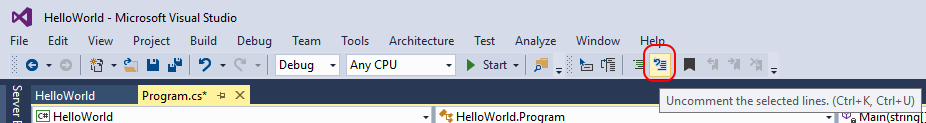 HelloWorld - Microsoft Visual Studio
File Edit View Project Build Debug Team Tools Architecture Test Analyze Window Help
Debug Any CPU Start
HelloWorld Program.cs*
Uncomment the selected lines. (Ctrl+K, Ctrl+U)
HelloWorld HelloWorld.Program Main(string[]